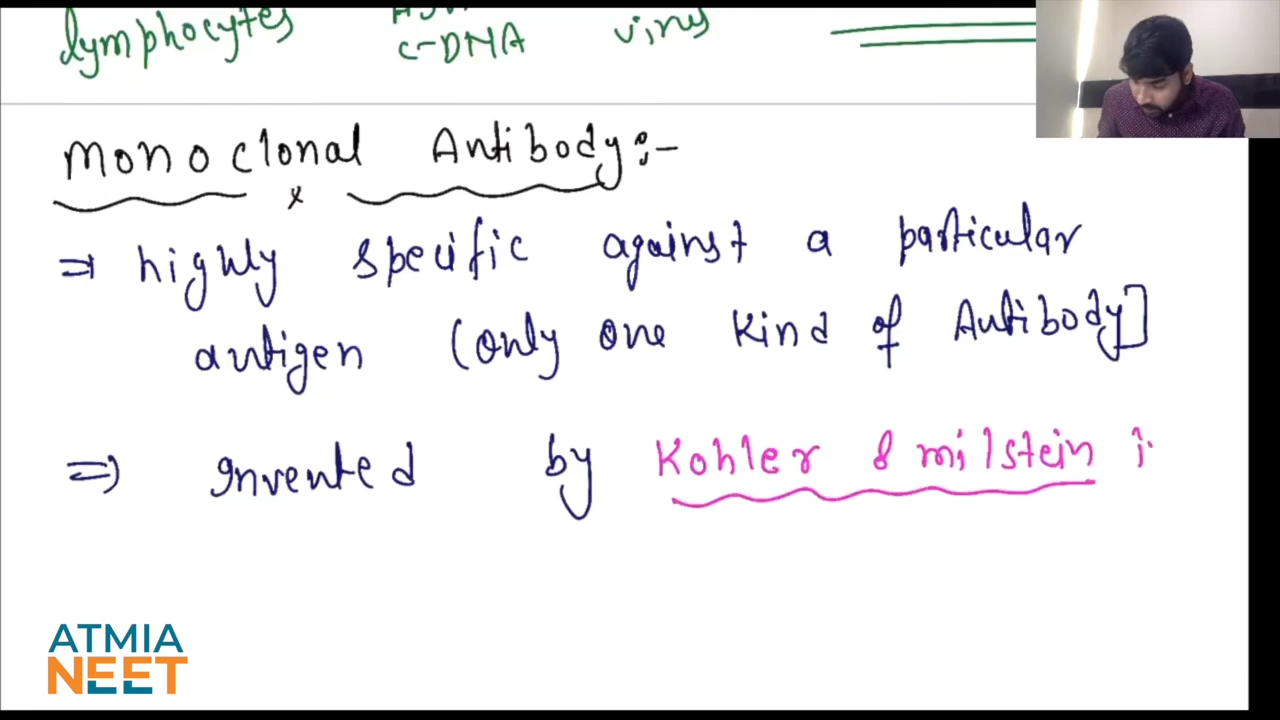 lymphocytes
c-DNA virus
Monoclonal Antibody:-
x
⇒ highly specific against a particular
antigen (only one kind of Antibody]
⇒ Invented by Kohler & milstein i
ATMIA
NEET